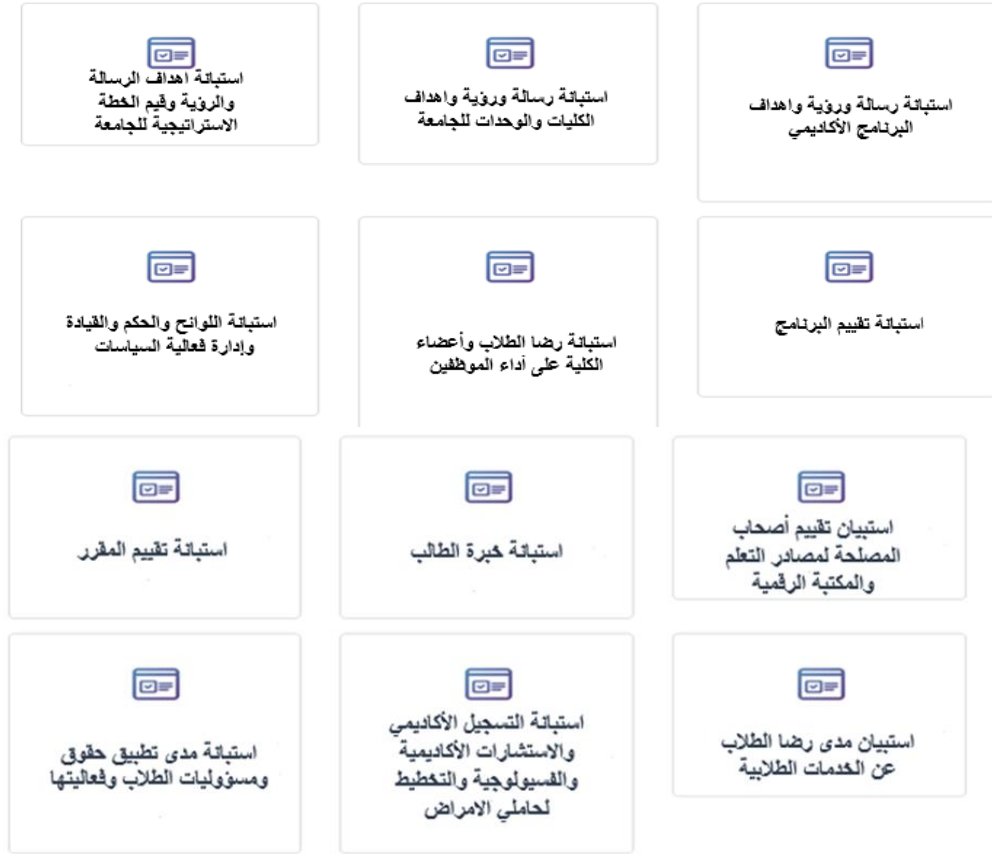 استبانة رسالة ورؤية واهداف
البرنامج الأكاديمي
استبانة رسالة ورؤية واهداف
الكليات والوحدات للجامعة
استبانة اهداف الرسالة
والرؤية وقيم الخطة
الاستراتيجية للجامعة
استبانة تقييم البرنامج
استبانة رضا الطلاب وأعضاء
الكلية على أداء الموظفين
استبانة اللوائح والحكم والقيادة
وإدارة فعالية السياسات
استبيان تقييم أصحاب
المصلحة لمصادر التعلم
والمكتبة الرقمية
استبانة خبرة الطالب
استبانة تقييم المقرر
استبيان مدى رضا الطلاب
عن الخدمات الطلابية
استبانة التسجيل الأكاديمي
والاستشارات الأكاديمية
والفسيولوجية والتخطيط
لحاملي الامراض
استبانة مدى تطبيق حقوق
ومسؤوليات الطلاب وفعاليتها